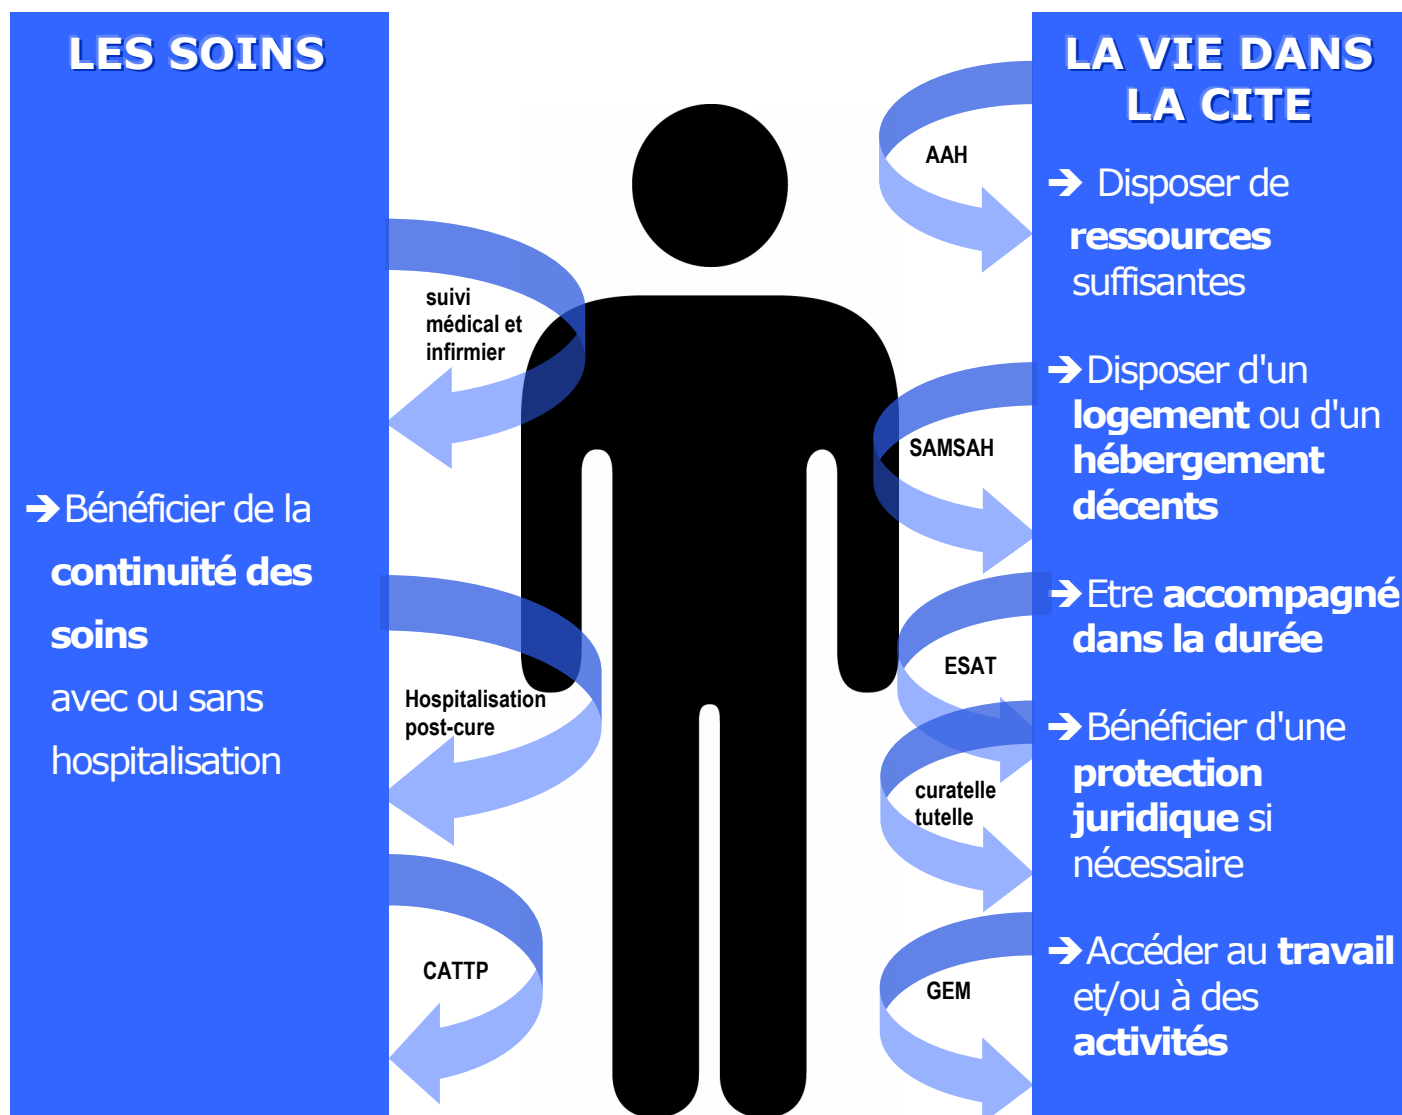 LES SOINS
➔Bénéficier de la
continuité des
soins
avec ou sans
hospitalisation
suivi
médical et
infirmier
Hospitalisation
post-cure
CATTP
AAH
SAMSAH
ESAT
curatelle
tutelle
GEM
LA VIE DANS
LA CITE
➔ Disposer de
ressources
suffisantes
➔Disposer d'un
logement ou d'un
hébergement
décents
➔Etre accompagné
dans la durée
➔Bénéficier d'une
protection
juridique si
nécessaire
➔Accéder au travail
et/ou à des
activités